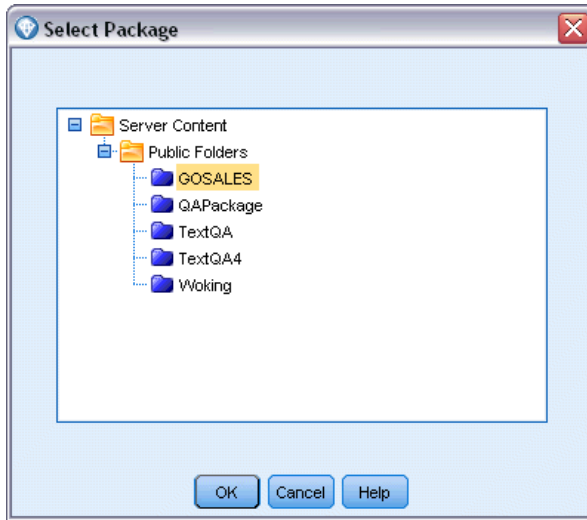 Select Package
Server Content
Public Folders
GOSALES
QAPackage
TextQA
TextQA4
Woking
OK Cancel Help